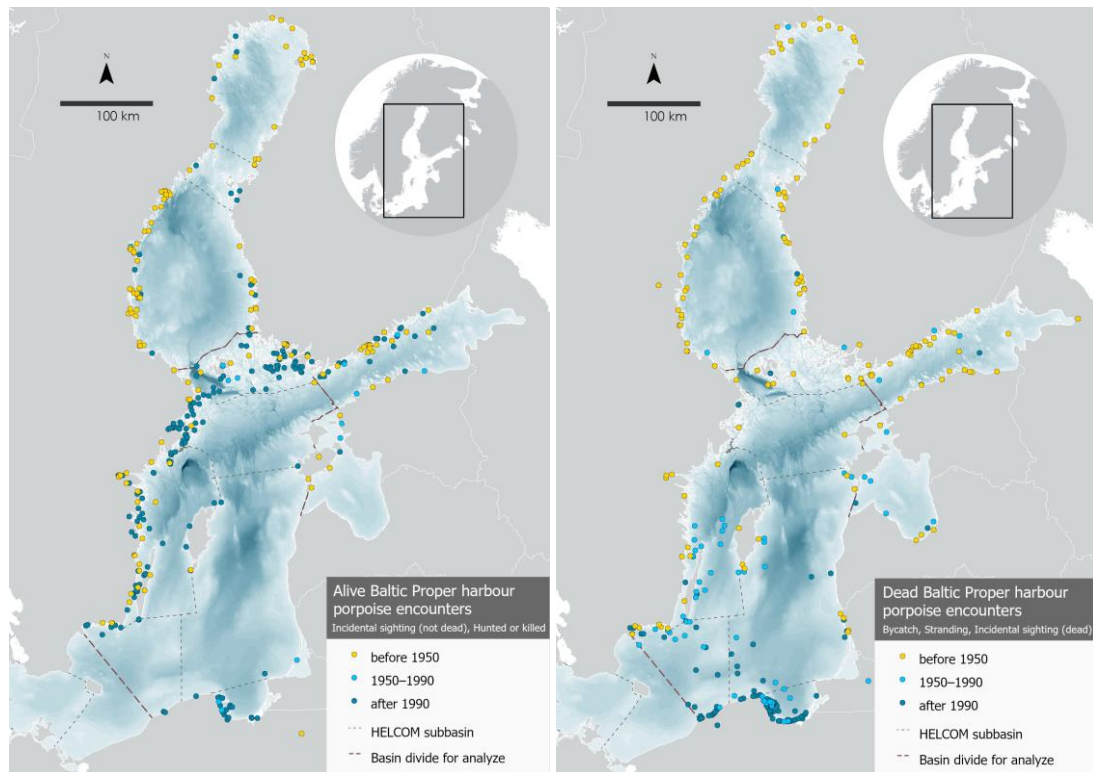 N
100 km
Alive Baltic Proper harbour
porpoise encounters
Incidental sighting (not dead), Hunted or killed
before 1950
1950–1990
after 1990
HELCOM subbasin
Basin divide for analyze
N
100 km
Dead Baltic Proper harbour
porpoise encounters
Bycatch, Stranding, Incidental sighting (dead)
before 1950
1950–1990
after 1990
HELCOM subbasin
Basin divide for analyze